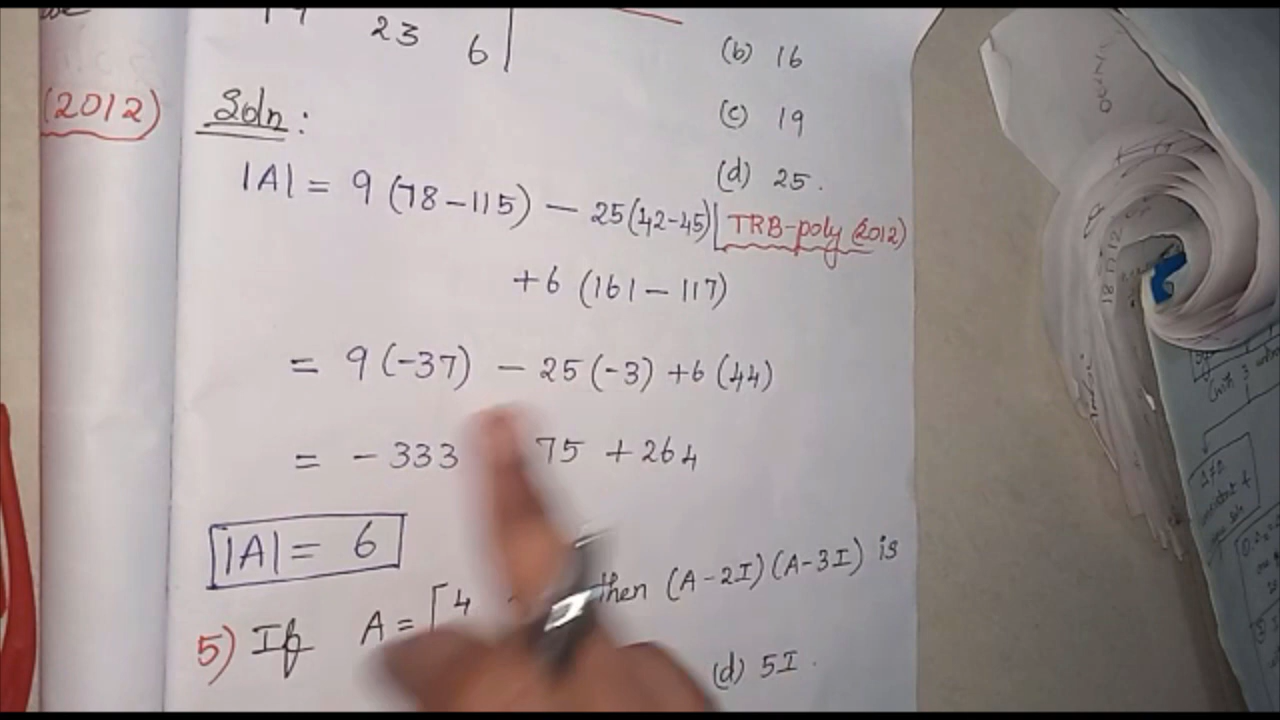 23 6|
(b) 16
(2012) Soln:
(c) 19
(d) 25.
|A| = 9 (78-115) - 25(42-45)
TRB-poly (2012)
+6 (161-117)
= 9(-37) - 25(-3) +6(44)
= -333 75 +264
|A| = 6
5) If A = [4 then (A-2I)(A-3I) is
(d) 5I.